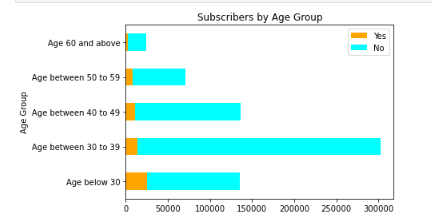 Subscribers by Age Group
Yes
No
Age 60 and above
Age between 50 to 59
Age between 40 to 49
Age between 30 to 39
Age below 30
Age Group
0 50000 100000 150000 200000 250000 300000